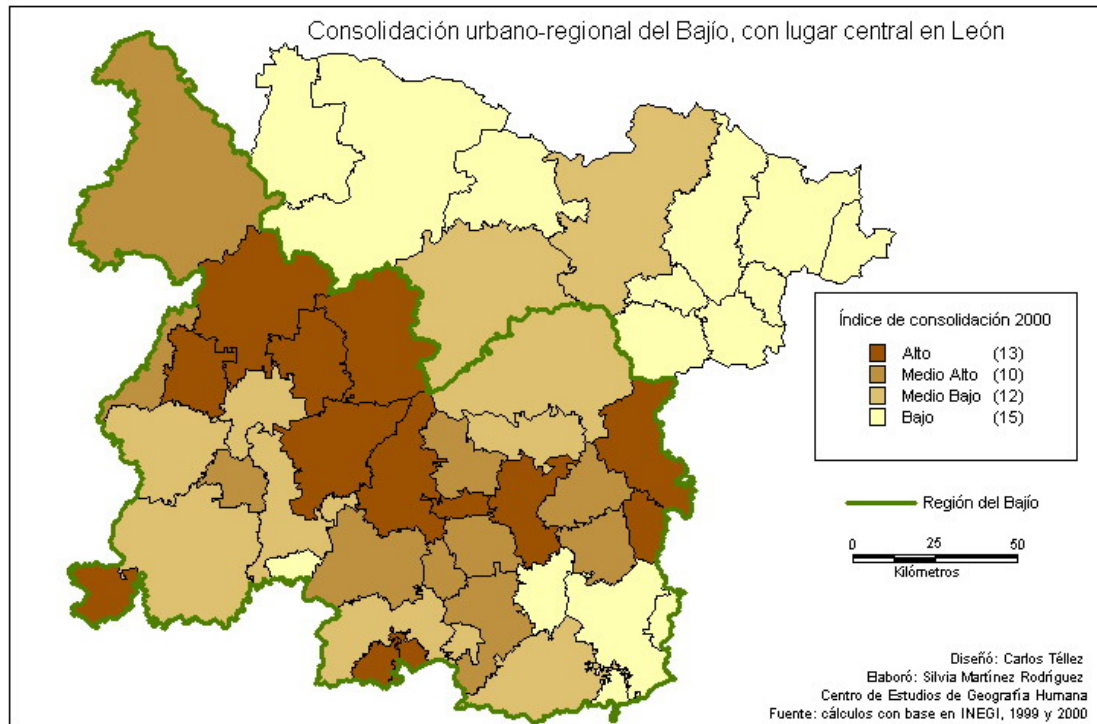 Consolidación urbano-regional del Bajío, con lugar central en León
Índice de consolidación 2000
Alto (13)
Medio Alto (10)
Medio Bajo (12)
Bajo (15)
Región del Bajío
0 25 50
Kilómetros
Diseñó: Carlos Téllez
Elaboró: Silvia Martínez Rodríguez
Centro de Estudios de Geografía Humana
Fuente: cálculos con base en INEGI, 1999 y 2000